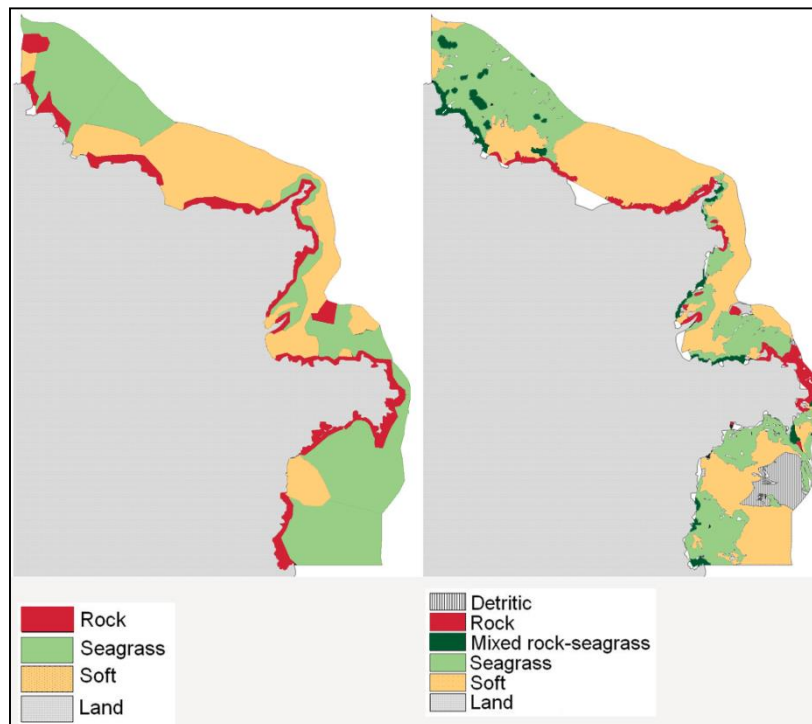 Rock
Seagrass
Soft
Land
Detritic
Rock
Mixed rock-seagrass
Seagrass
Soft
Land